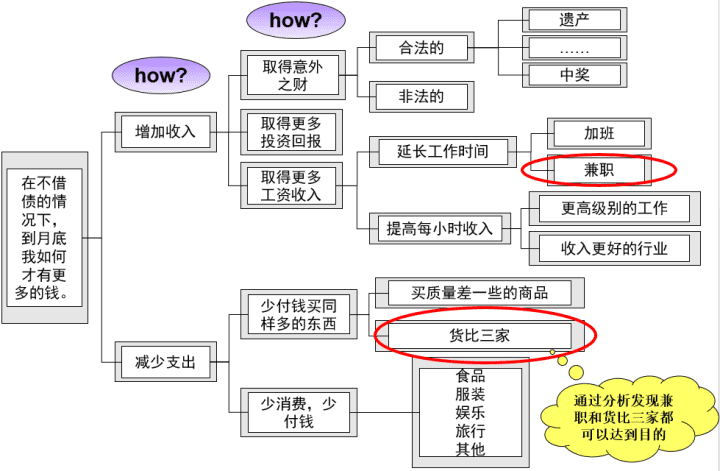 how?
how?
在不借
债的情
况下，
到月底
我如何
才有更
多的钱。
增加收入
取得意外
之财
合法的
遗产
……
中奖
非法的
取得更多
投资回报
取得更多
工资收入
延长工作时间
加班
兼职
提高每小时收入
更高级别的工作
收入更好的行业
减少支出
少付钱买同
样多的东西
买质量差一些的商品
货比三家
少消费，少
付钱
食品
服装
娱乐
旅行
其他
通过分析发现兼
职和货比三家都
可以达到目的